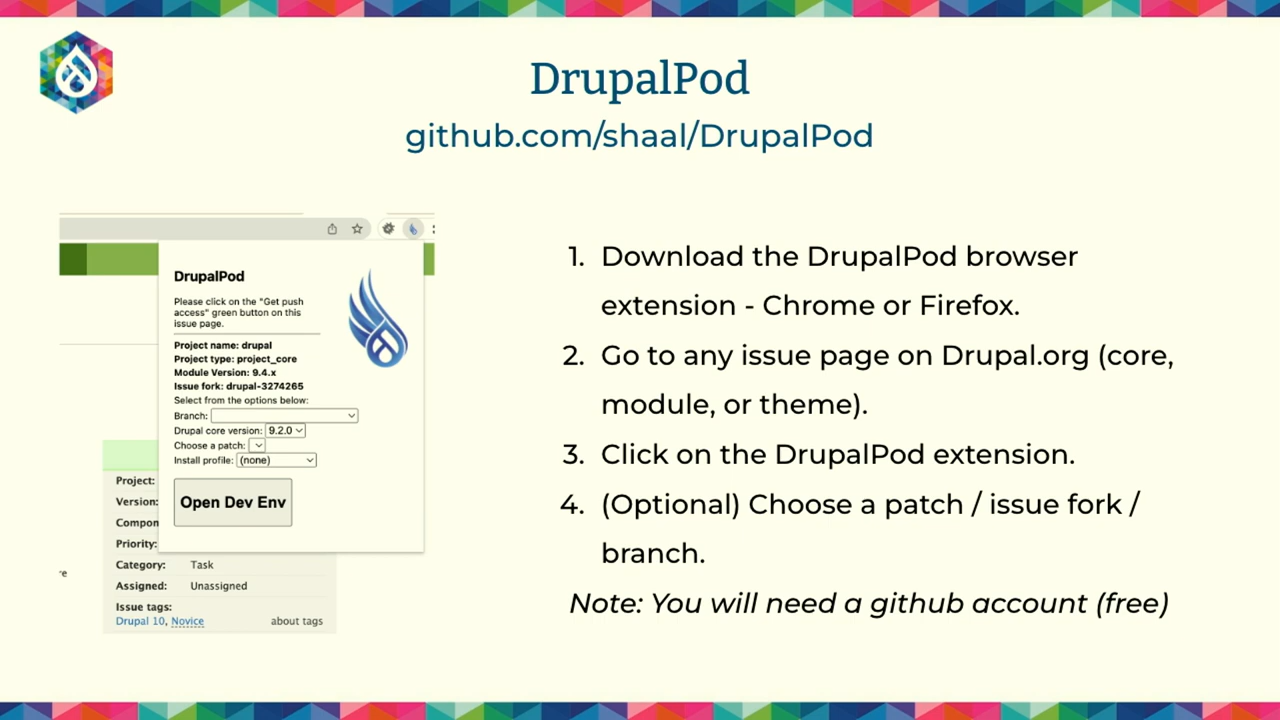 DrupalPod
github.com/shaal/DrupalPod
DrupalPod
Please click on the "Get push
access" green button on this
issue page.
Project name: drupal
Project type: project_core
Module Version: 9.4.x
Issue fork: drupal-3274265
Select from the options below:
Branch:
Drupal core version: 9.2.0
Choose a patch:
Install profile: (none)
Open Dev Env
Project:
Version:
Compon
Priority:
Category: Task
re
Assigned: Unassigned
Issue tags:
Drupal 10, Novice about tags
1. Download the DrupalPod browser
extension - Chrome or Firefox.
2. Go to any issue page on Drupal.org (core,
module, or theme).
3. Click on the DrupalPod extension.
4. (Optional) Choose a patch / issue fork /
branch.
Note: You will need a github account (free)